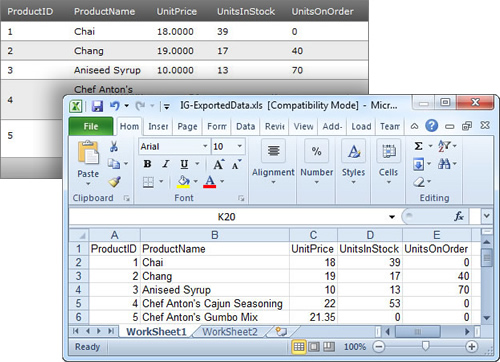 ProductID ProductName UnitPrice UnitsInStock UnitsOnOrder
1 Chai 18.0000 39 0
2 Chang 19.0000 17 40
3 Aniseed Syrup 10.0000 13 70
4 Chef Anton's
5
IG-ExportedData.xls [Compatibility Mode] - Micr...
File Hom Inser Page Form Data Revie View Add- Load Team
Paste Arial 10 Alignment Number Styles Cells
Clipboard Font Editing
K20 fx
A B C D E
1 ProductID ProductName UnitPrice UnitsInStock UnitsOnOrder
2 1 Chai 18 39 0
3 2 Chang 19 17 40
4 3 Aniseed Syrup 10 13 70
5 4 Chef Anton's Cajun Seasoning 22 53 0
6 5 Chef Anton's Gumbo Mix 21.35 0 0
WorkSheet1 WorkSheet2
Ready 100%